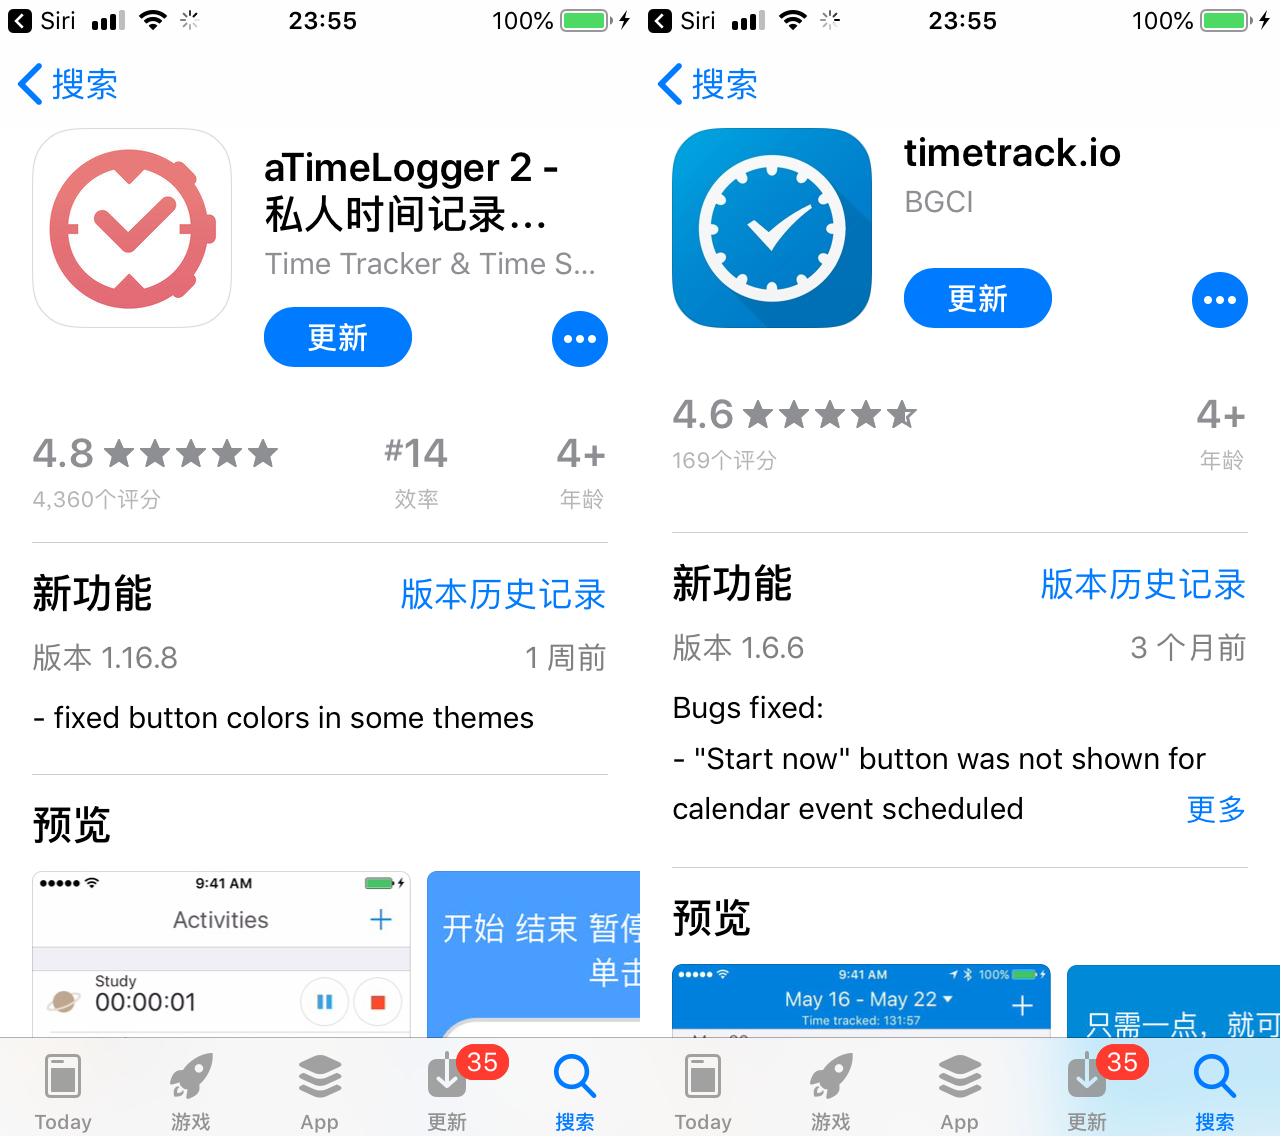 Siri
23:55
100%
搜索
aTimeLogger 2 -
私人时间记录...
Time Tracker & Time S...
更新
4.8
#14
4+
4,360个评分
效率
年龄
新功能
版本历史记录
版本 1.16.8
1 周前
- fixed button colors in some themes
预览
9:41 AM
Activities
Study
00:00:01
开始 结束 暂停
单击
Today
游戏
App
35
更新
搜索
Siri
23:55
100%
搜索
timetrack.io
BGCI
更新
4.6
4+
169个评分
年龄
新功能
版本历史记录
版本 1.6.6
3 个月前
Bugs fixed:
- "Start now" button was not shown for
calendar event scheduled
更多
预览
9:41 AM
100%
May 16 - May 22
Time tracked: 131:57
只需一点，就可
Today
游戏
App
35
更新
搜索